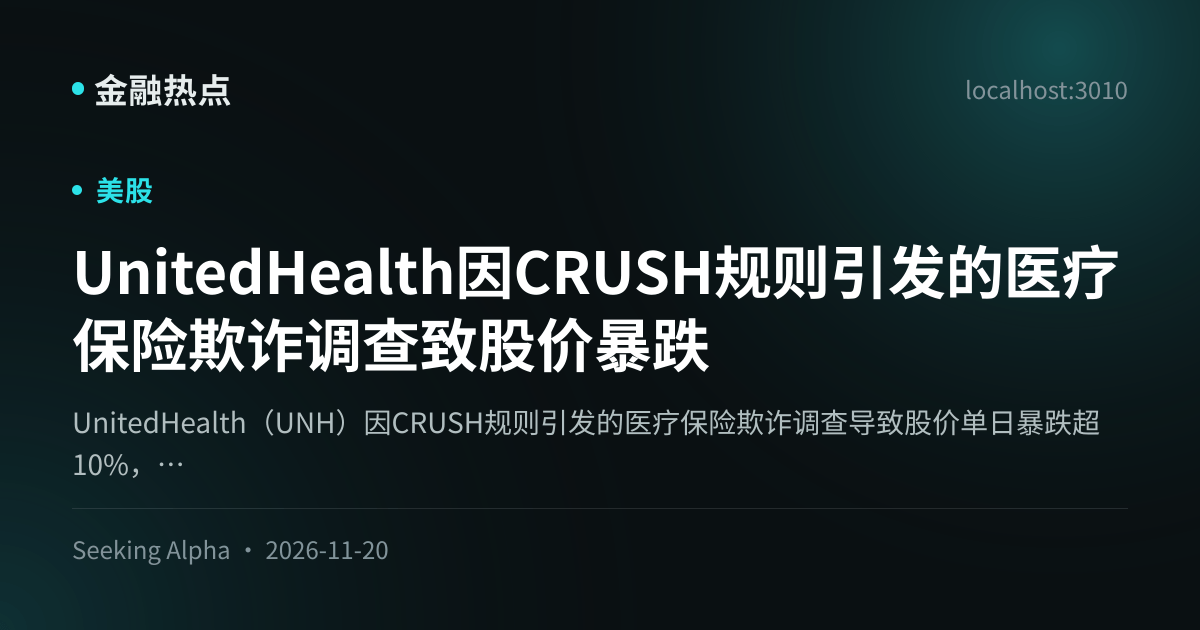 金融热点
localhost:3010
美股
UnitedHealth因CRUSH规则引发的医疗
保险欺诈调查致股价暴跌
UnitedHealth（UNH）因CRUSH规则引发的医疗保险欺诈调查导致股价单日暴跌超
10%，…
Seeking Alpha · 2026-11-20